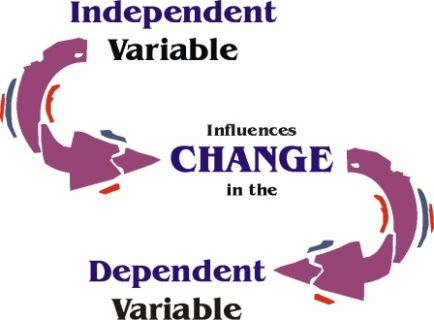 Independent
Variable
Influences
CHANGE
in the
Dependent
Variable